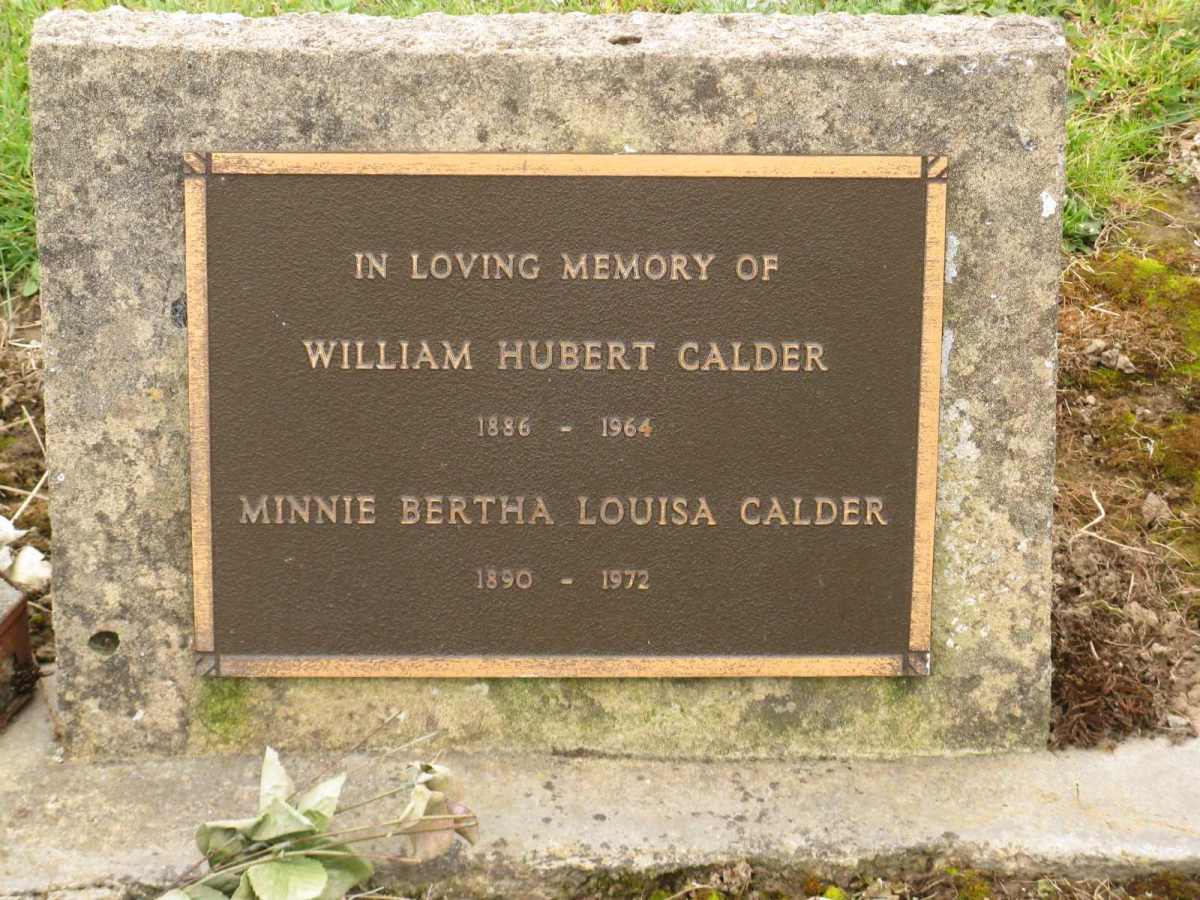 IN LOVING MEMORY OF
WILLIAM HUBERT CALDER
1886 - 1964
MINNIE BERTHA LOUISA CALDER
1890 - 1972